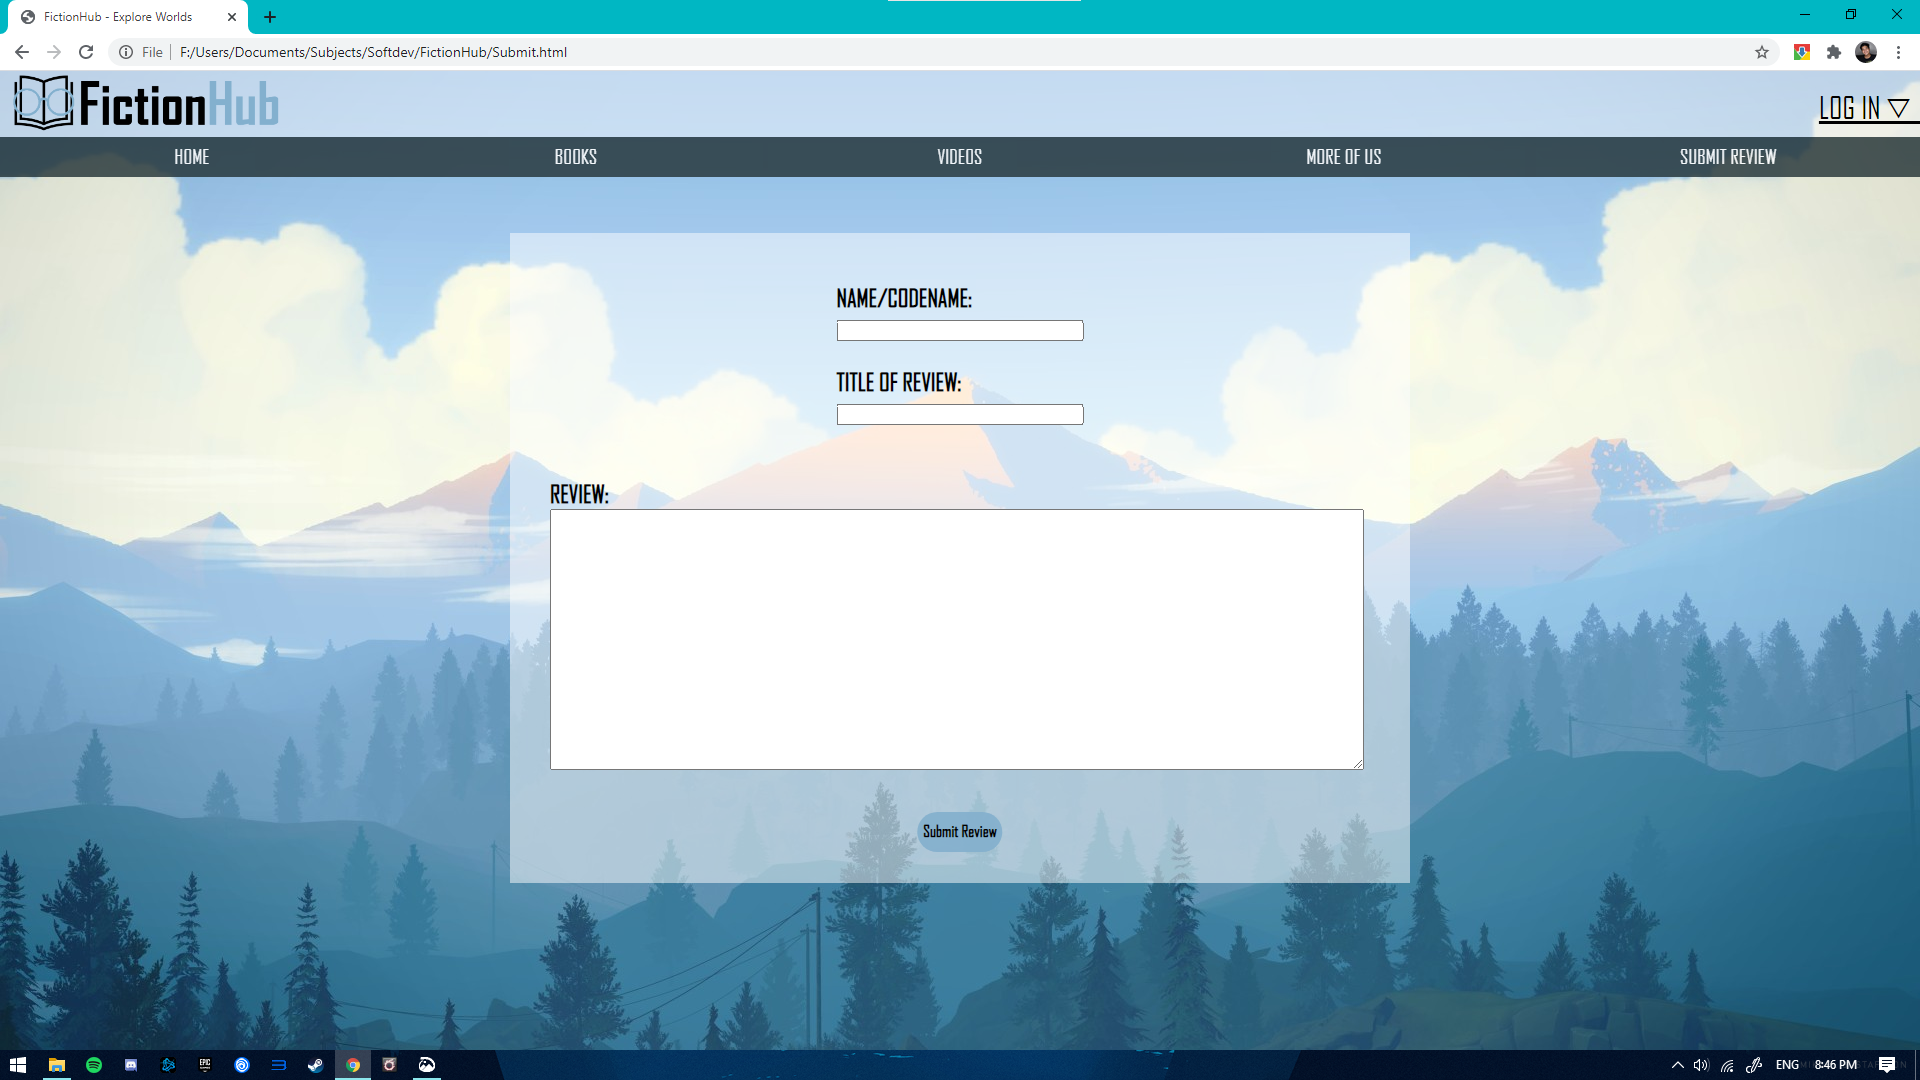 FictionHub - Explore Worlds
File
F:/Users/Documents/Subjects/Softdev/FictionHub/Submit.html
FictionHub
LOG IN ▽
HOME BOOKS VIDEOS MORE OF US SUBMIT REVIEW
NAME/CODENAME:
TITLE OF REVIEW:
REVIEW:
Submit Review
EPIC
ENG
8:46 PM